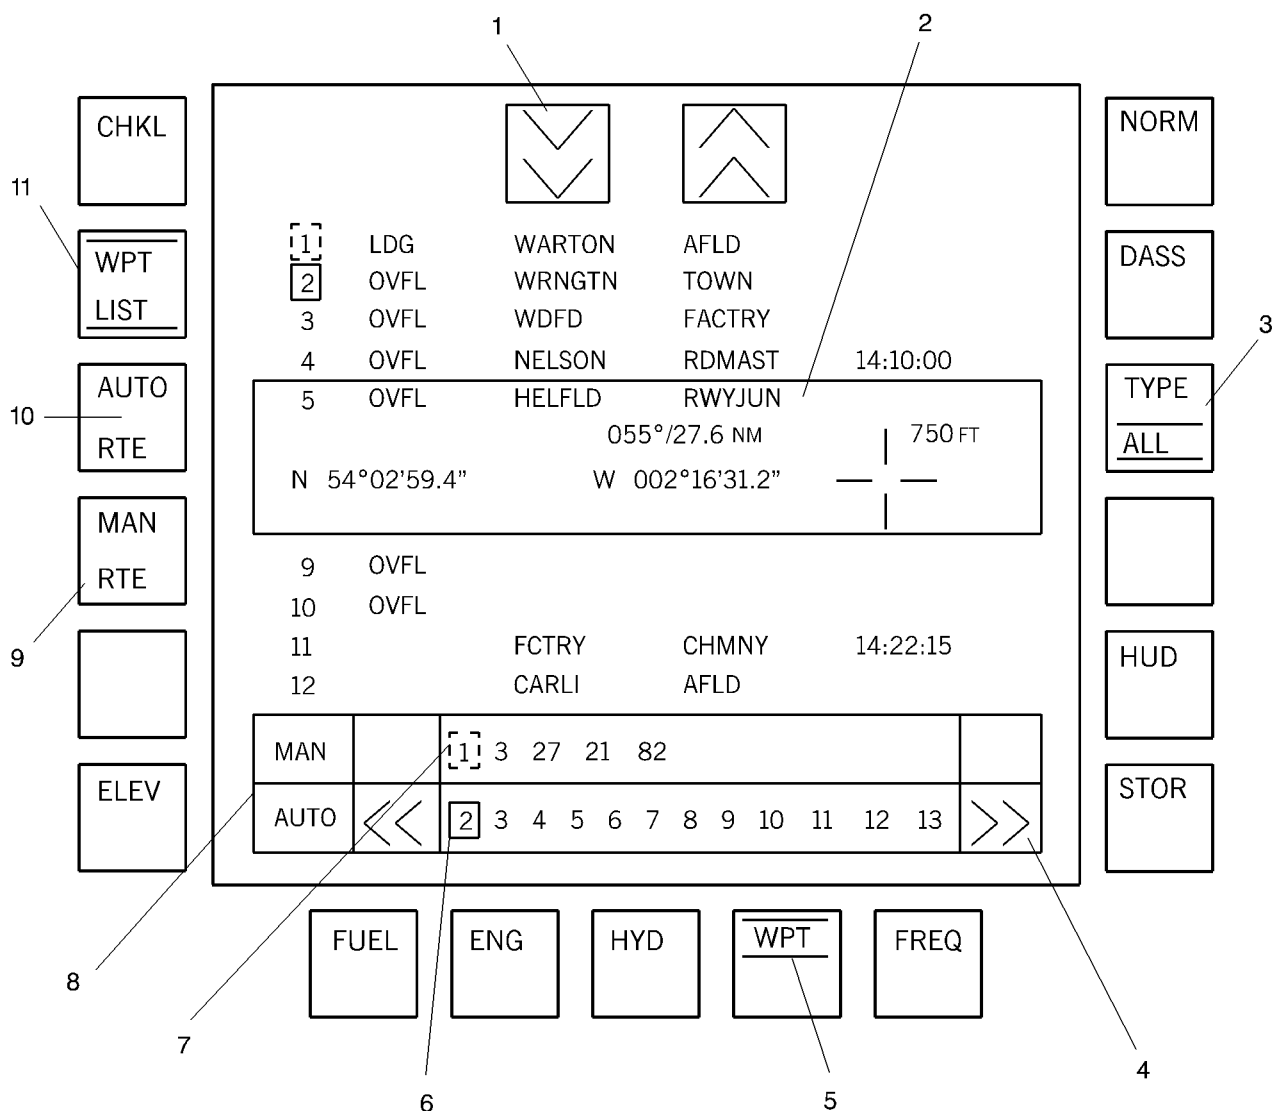 1
2
CHKL
NORM
11
WPT
LIST
1 LDG WARTON AFLD
2 OVFL WRNGTN TOWN
3 OVFL WDFD FACTRY
4 OVFL NELSON RDMAST 14:10:00
DASS
3
AUTO
RTE
10
5 OVFL HELFLD RWYJUN
055°/27.6 NM 750 FT
N 54°02'59.4" W 002°16'31.2"
TYPE
ALL
MAN
RTE
9
9 OVFL
10 OVFL
11 FCTRY CHMNY 14:22:15
12 CARLI AFLD
HUD
MAN 1 3 27 21 82
AUTO << 2 3 4 5 6 7 8 9 10 11 12 13 >>
ELEV
STOR
FUEL ENG HYD WPT FREQ
8
7
6
5
4